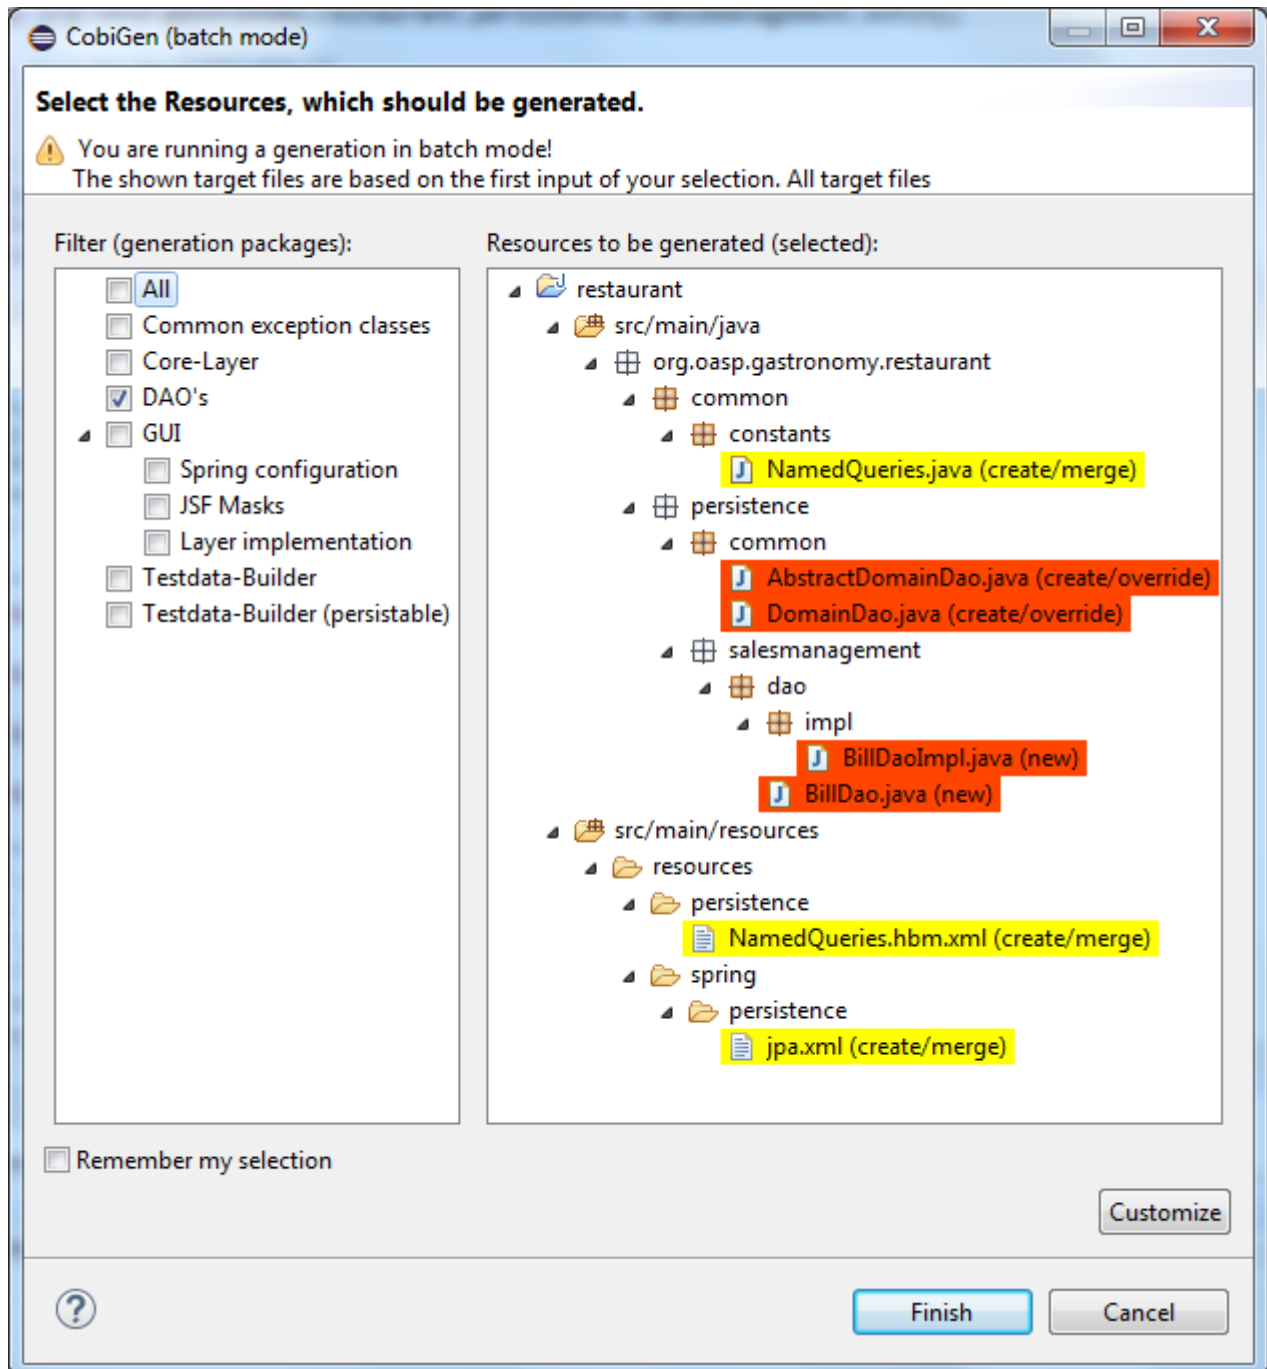 CobiGen (batch mode)
Select the Resources, which should be generated.
You are running a generation in batch mode!
The shown target files are based on the first input of your selection. All target files
Filter (generation packages):
All
Common exception classes
Core-Layer
DAO's
GUI
Spring configuration
JSF Masks
Layer implementation
Testdata-Builder
Testdata-Builder (persistable)
Resources to be generated (selected):
restaurant
src/main/java
org.oasp.gastronomy.restaurant
common
constants
NamedQueries.java (create/merge)
persistence
common
AbstractDomainDao.java (create/override)
DomainDao.java (create/override)
salesmanagement
dao
impl
BillDaoImpl.java (new)
BillDao.java (new)
src/main/resources
resources
persistence
NamedQueries.hbm.xml (create/merge)
spring
persistence
jpa.xml (create/merge)
Remember my selection
Customize
Finish
Cancel